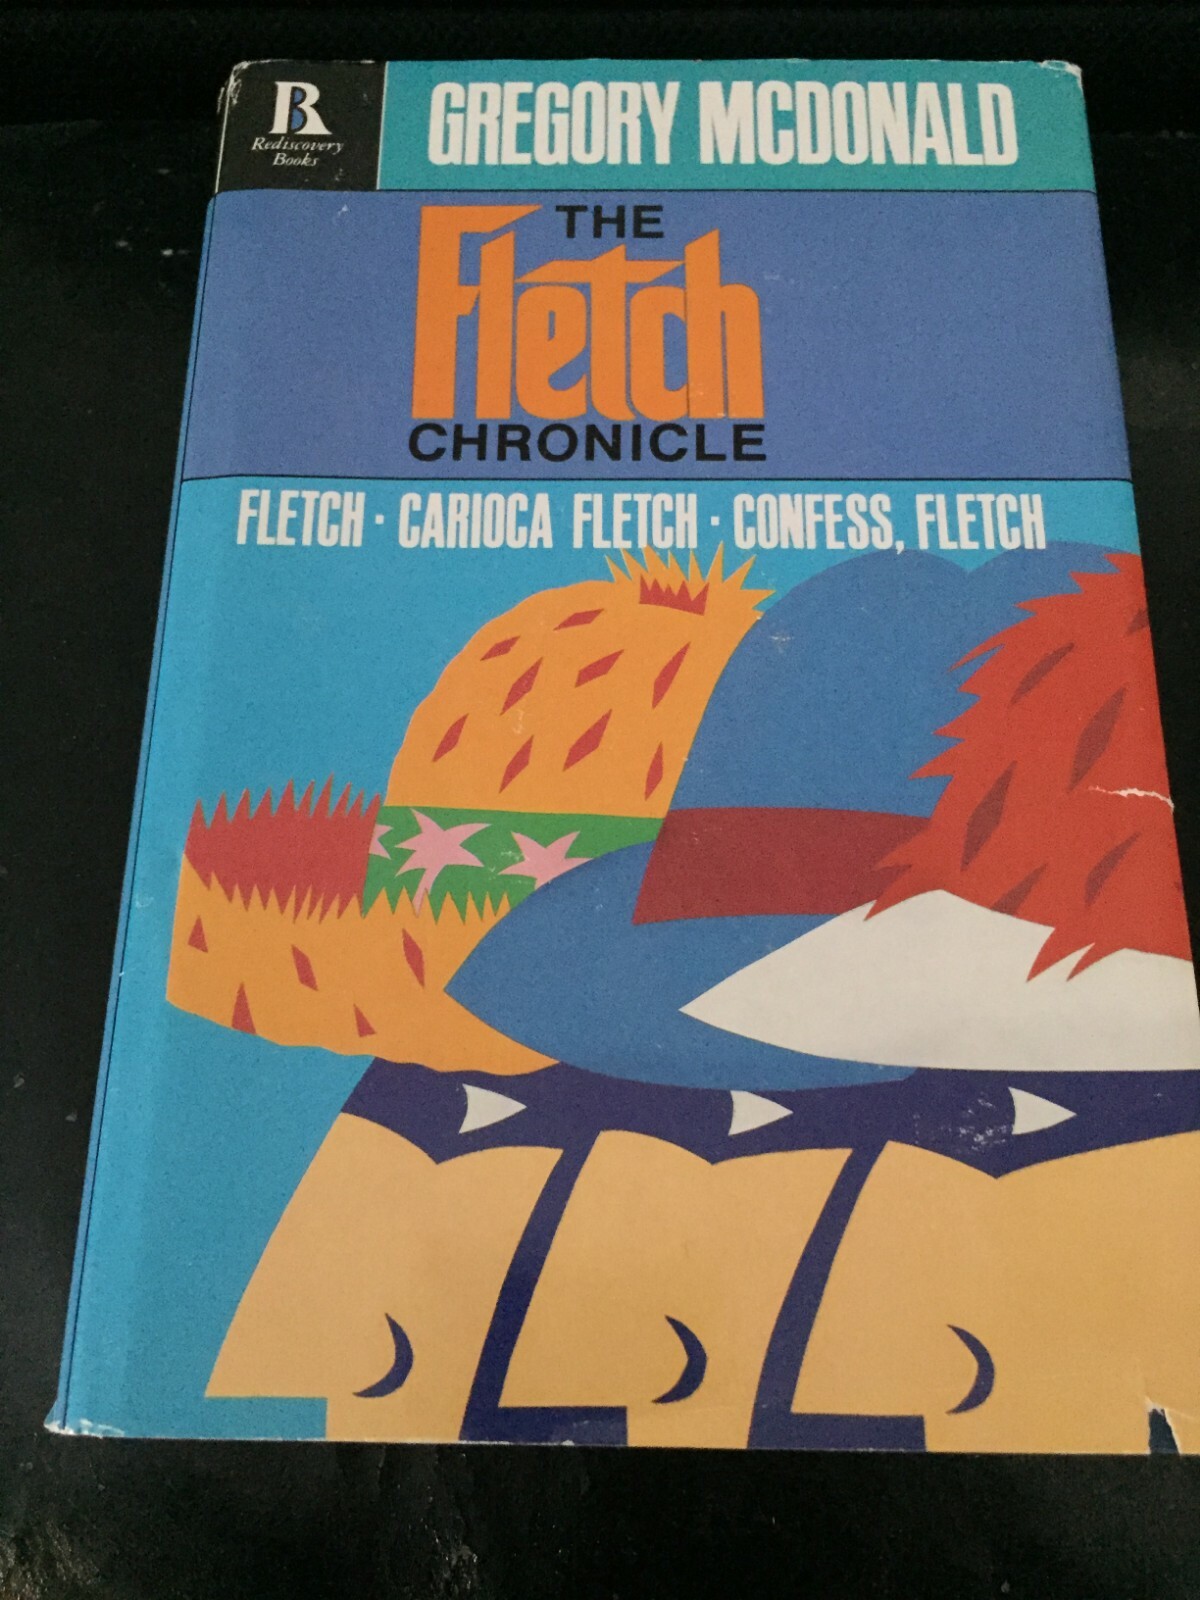 R
Rediscovery
Books
GREGORY MCDONALD
THE
Fletch
CHRONICLE
FLETCH · CARIOCA FLETCH · CONFESS, FLETCH